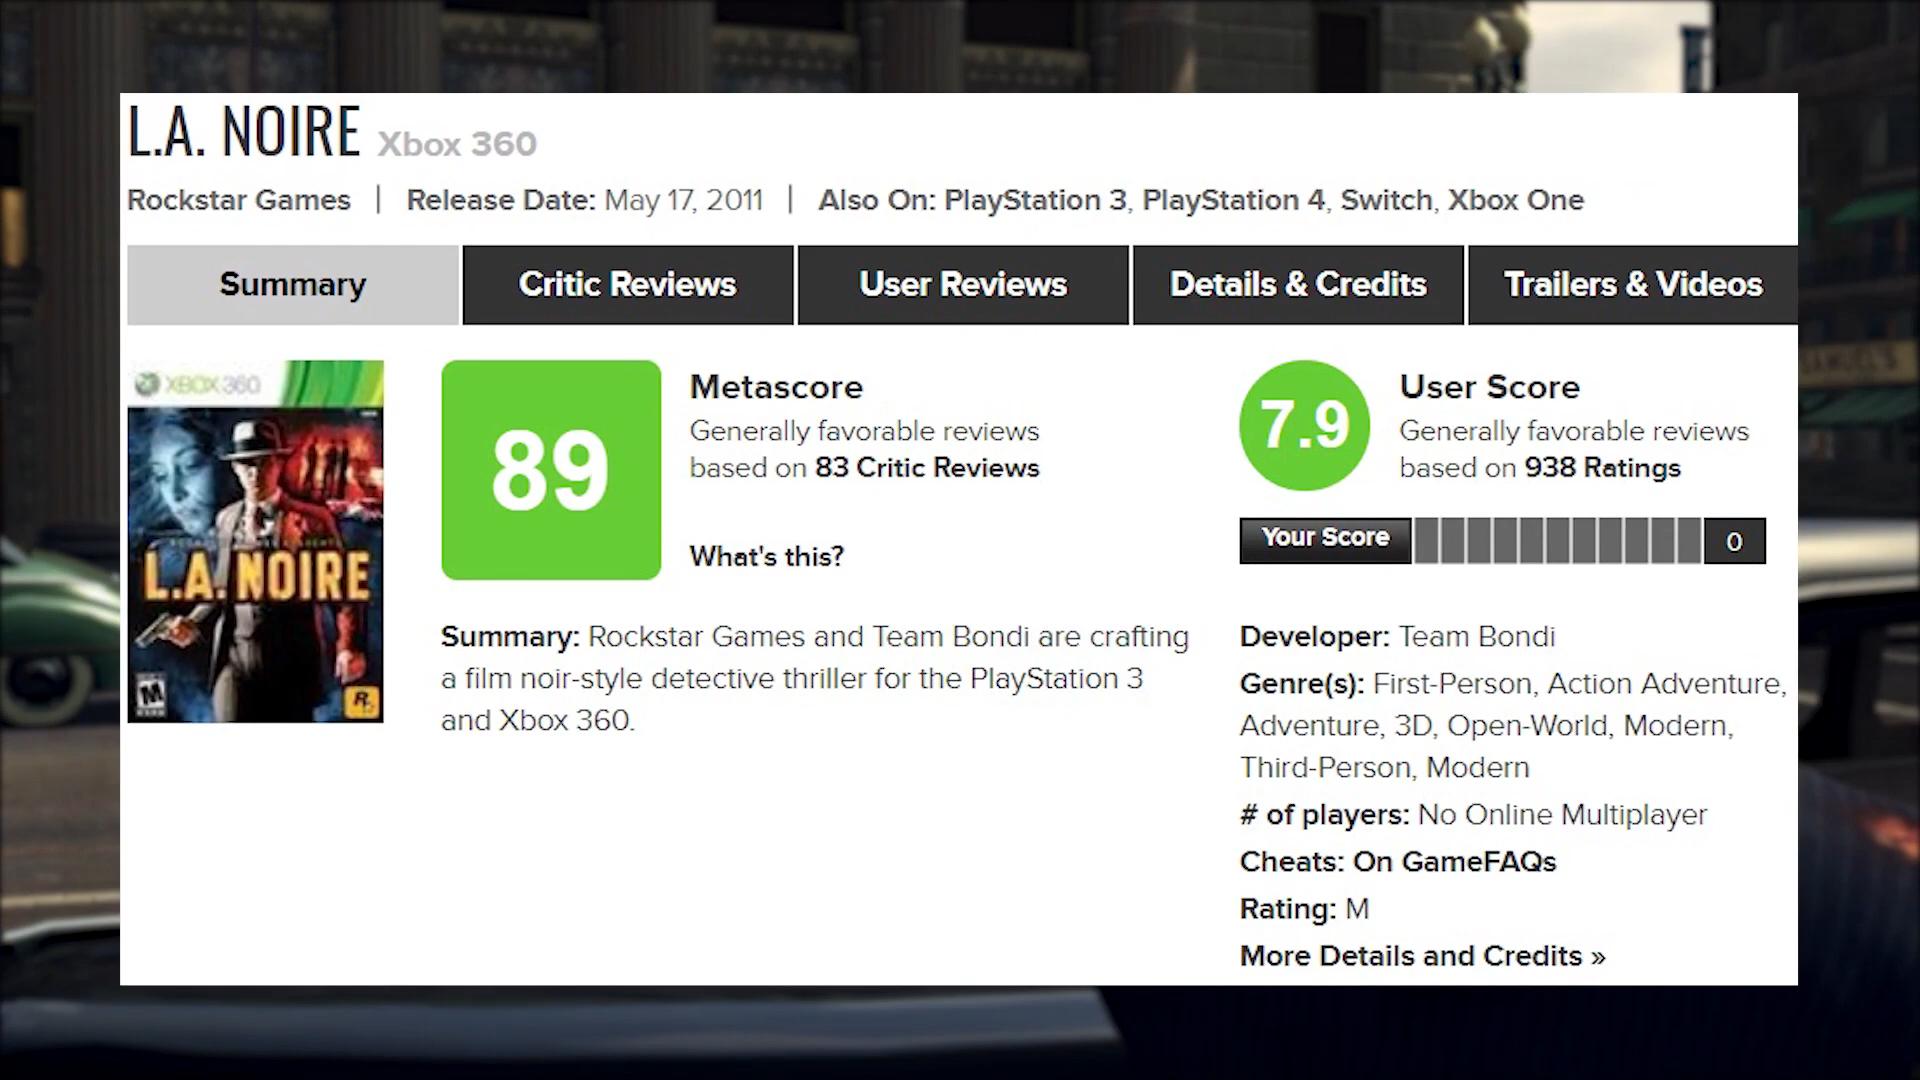 L.A. NOIRE Xbox 360
Rockstar Games | Release Date: May 17, 2011 | Also On: PlayStation 3, PlayStation 4, Switch, Xbox One
Summary Critic Reviews User Reviews Details & Credits Trailers & Videos
XBOX 360
L.A. NOIRE
M
R
89
Metascore
Generally favorable reviews
based on 83 Critic Reviews
What's this?
7.9
User Score
Generally favorable reviews
based on 938 Ratings
Your Score 0
Summary: Rockstar Games and Team Bondi are crafting
a film noir-style detective thriller for the PlayStation 3
and Xbox 360.
Developer: Team Bondi
Genre(s): First-Person, Action Adventure,
Adventure, 3D, Open-World, Modern,
Third-Person, Modern
# of players: No Online Multiplayer
Cheats: On GameFAQs
Rating: M
More Details and Credits »